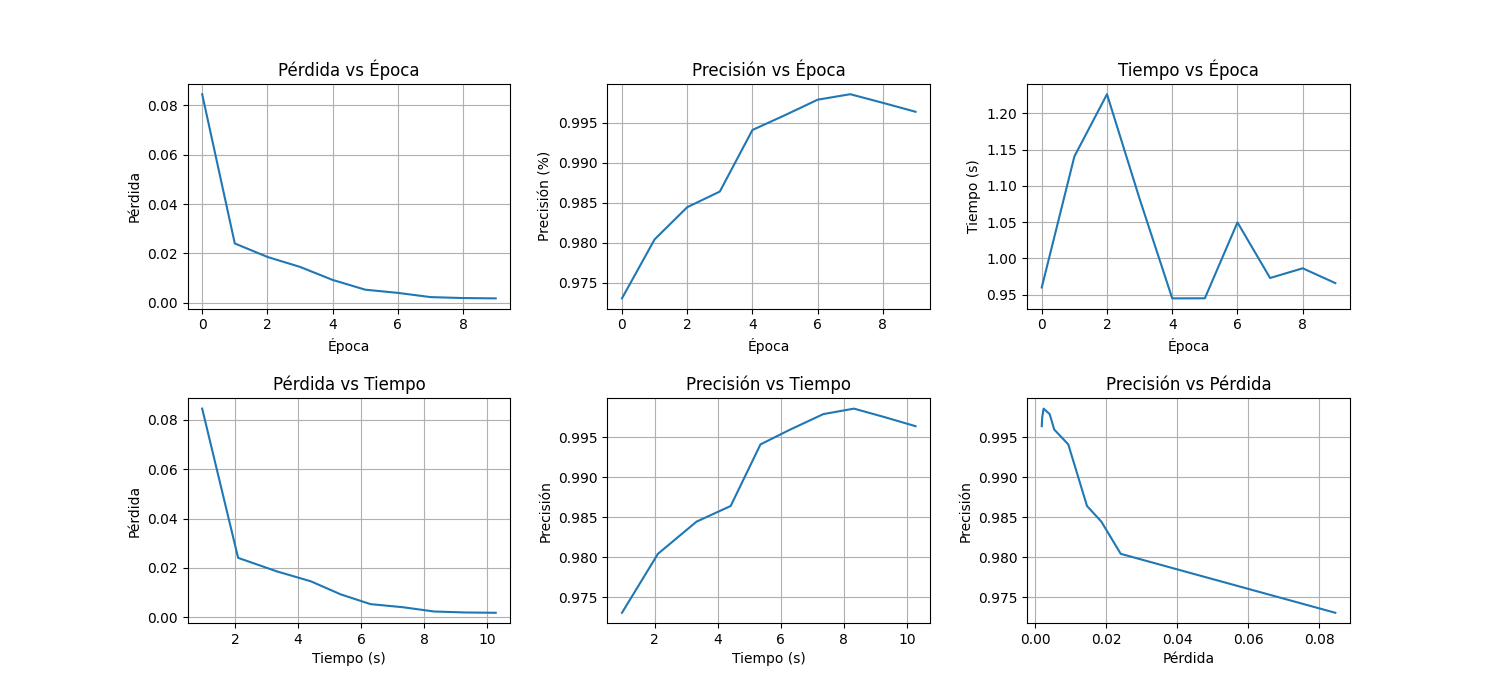 Pérdida vs Época
Pérdida
0.08
0.06
0.04
0.02
0.00
0 2 4 6 8
Época
Precisión vs Época
Precisión (%)
0.995
0.990
0.985
0.980
0.975
0 2 4 6 8
Época
Tiempo vs Época
Tiempo (s)
1.20
1.15
1.10
1.05
1.00
0.95
0 2 4 6 8
Época
Pérdida vs Tiempo
Pérdida
0.08
0.06
0.04
0.02
0.00
2 4 6 8 10
Tiempo (s)
Precisión vs Tiempo
Precisión
0.995
0.990
0.985
0.980
0.975
2 4 6 8 10
Tiempo (s)
Precisión vs Pérdida
Precisión
0.995
0.990
0.985
0.980
0.975
0.00 0.02 0.04 0.06 0.08
Pérdida